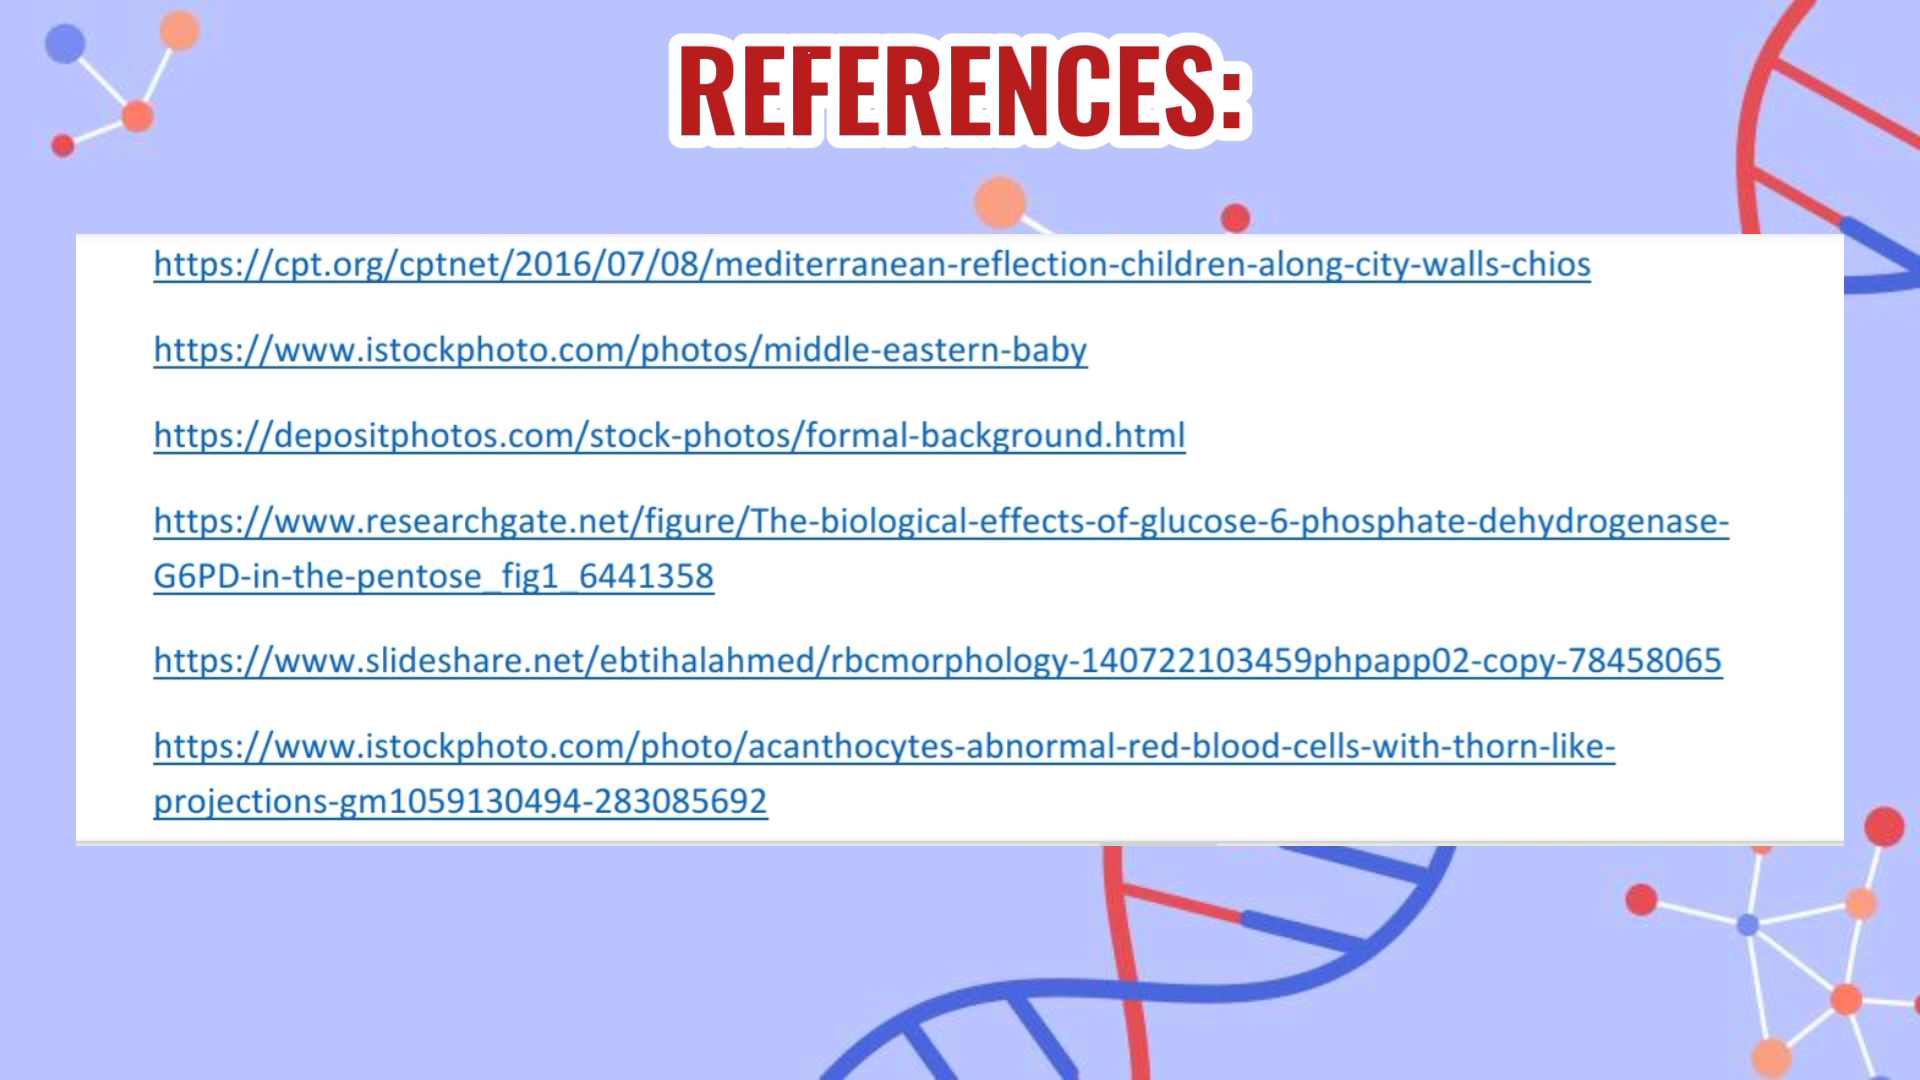 REFERENCES:
https://cpt.org/cptnet/2016/07/08/mediterranean-reflection-children-along-city-walls-chios
https://www.istockphoto.com/photos/middle-eastern-baby
https://depositphotos.com/stock-photos/formal-background.html
https://www.researchgate.net/figure/The-biological-effects-of-glucose-6-phosphate-dehydrogenase-
G6PD-in-the-pentose_fig1_6441358
https://www.slideshare.net/ebtihalahmed/rbcmorphology-140722103459phpapp02-copy-78458065
https://www.istockphoto.com/photo/acanthocytes-abnormal-red-blood-cells-with-thorn-like-
projections-gm1059130494-283085692